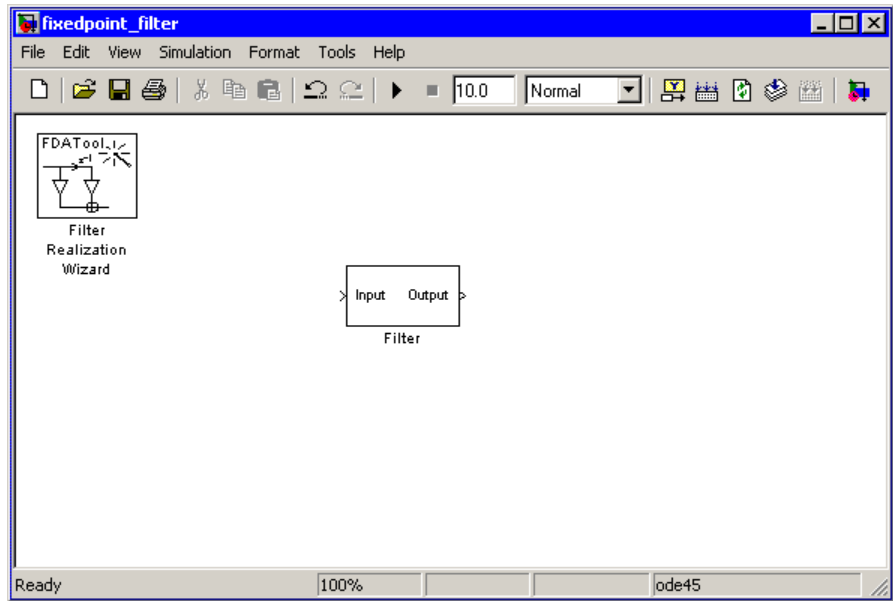 fixedpoint_filter
File Edit View Simulation Format Tools Help
10.0 Normal
FDATool
z-1
Filter
Realization
Wizard
Input Output
Filter
Ready 100% ode45